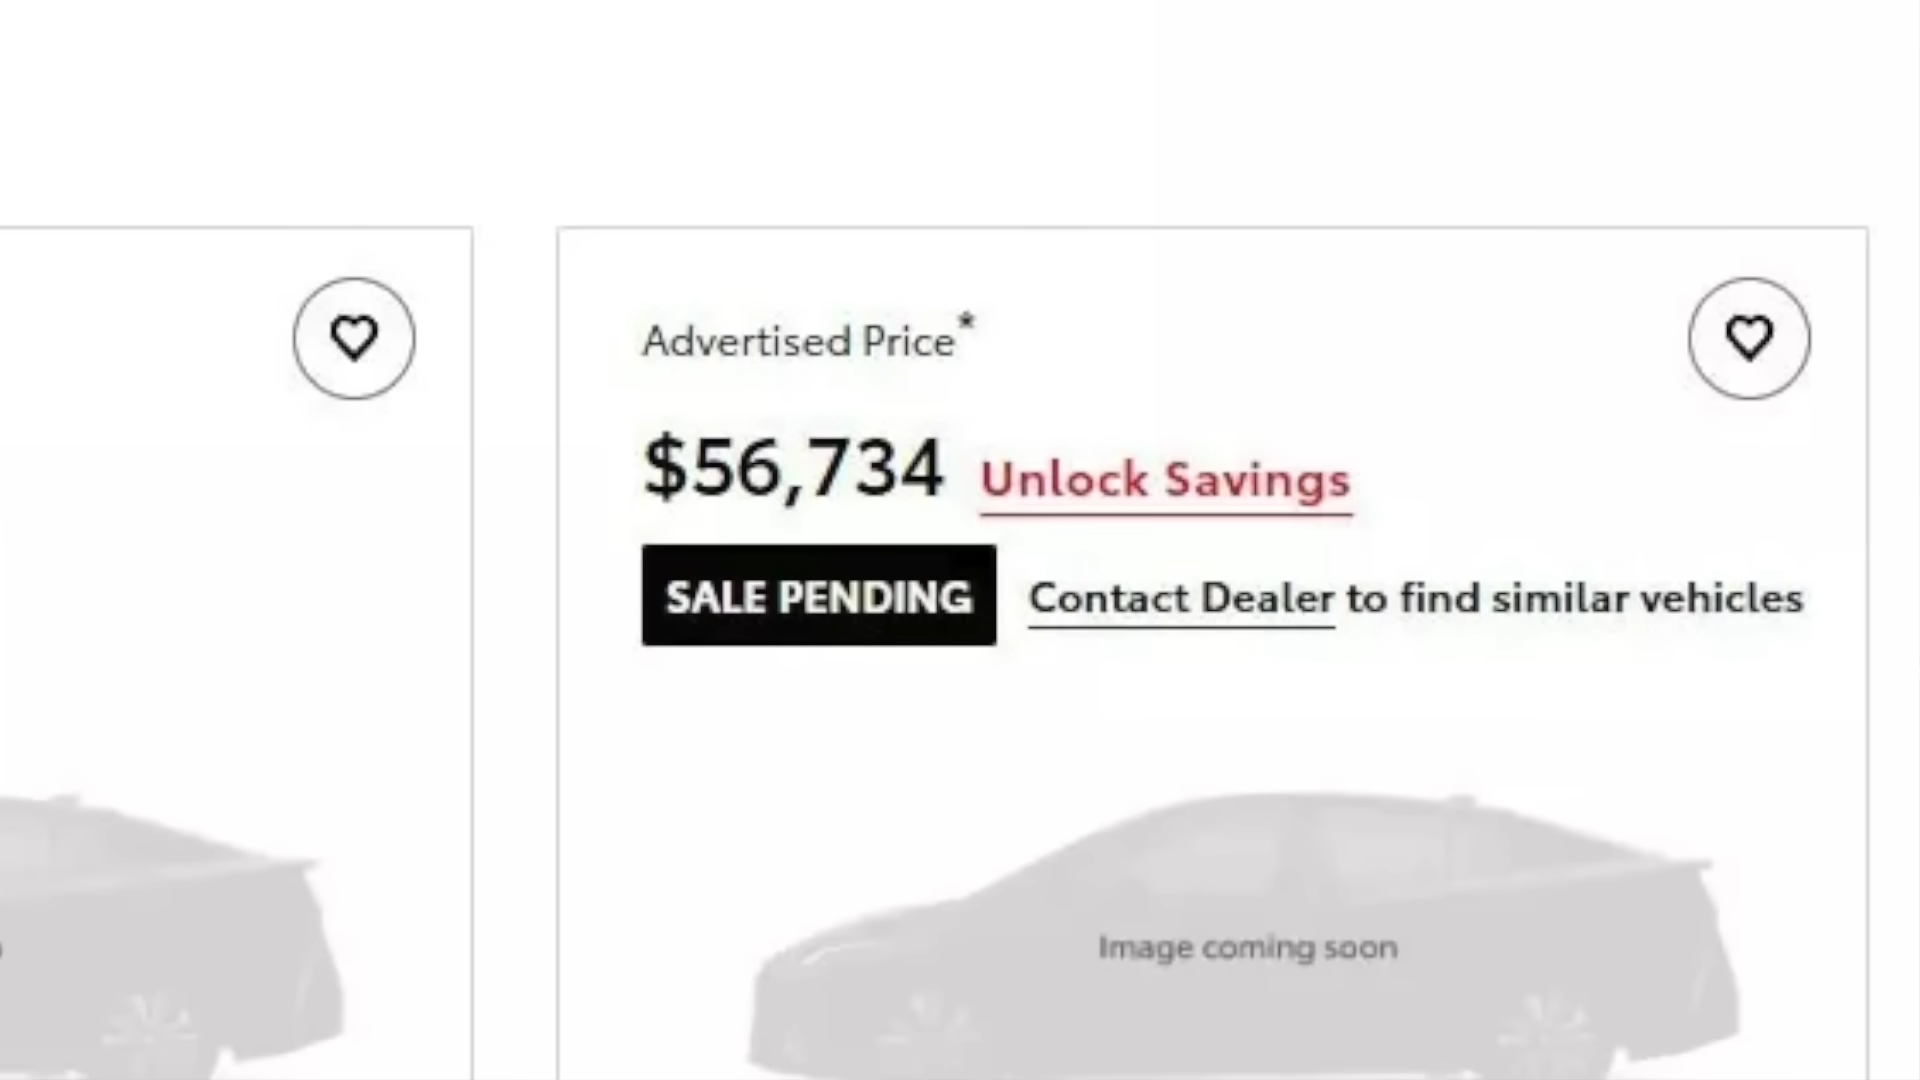 Advertised Price*
$56,734 Unlock Savings
SALE PENDING Contact Dealer to find similar vehicles
Image coming soon